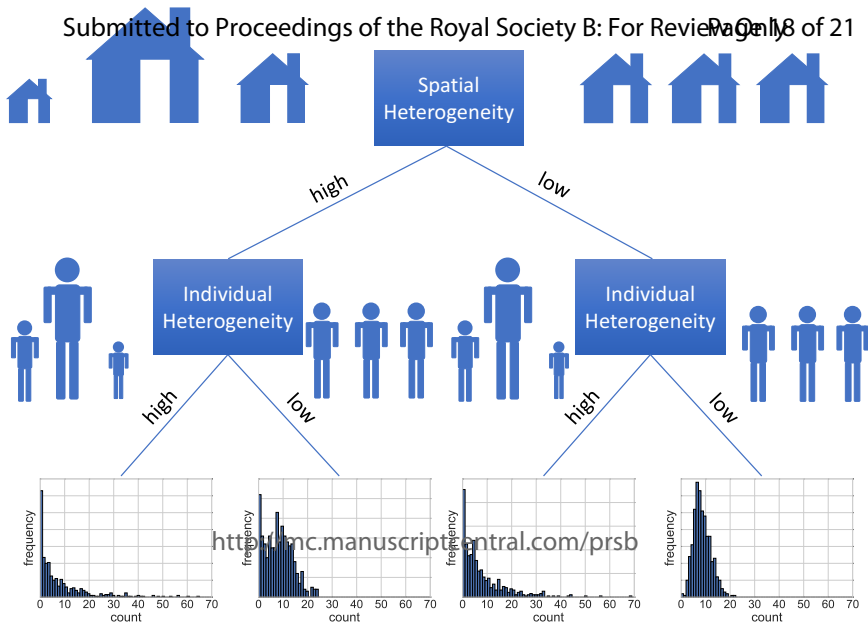 Submitted to Proceedings of the Royal Society B: For Review Only
Page 18 of 21
Spatial
Heterogeneity
high
low
Individual
Heterogeneity
Individual
Heterogeneity
high
low
high
low
frequency
frequency
frequency
frequency
http://mc.manuscriptcentral.com/prsb
0 10 20 30 40 50 60 70
0 10 20 30 40 50 60 70
0 10 20 30 40 50 60 70
0 10 20 30 40 50 60 70
count
count
count
count